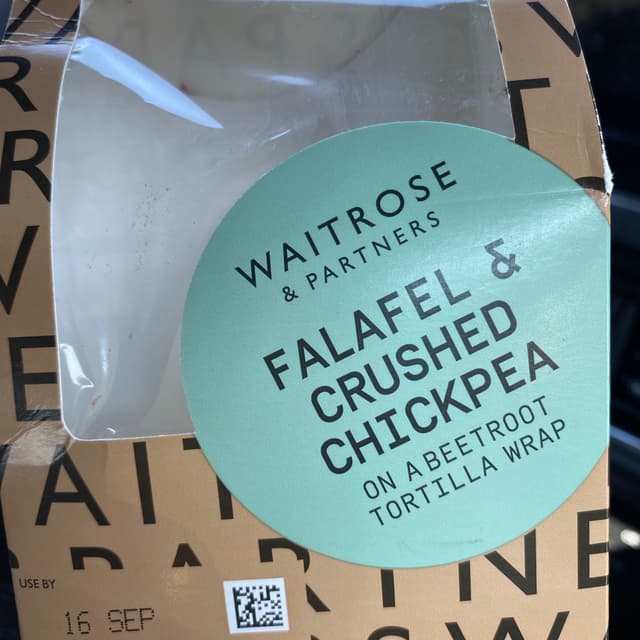 WAITROSE
& PARTNERS
FALAFEL &
CRUSHED
CHICKPEA
ON A BEETROOT
TORTILLA WRAP
USE BY
16 SEP